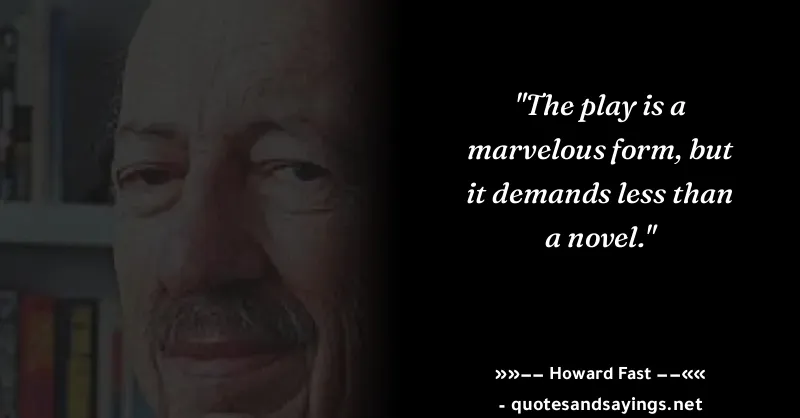 "The play is a
marvelous form, but
it demands less than
a novel."
»»−− Howard Fast −−««
- quotesandsayings.net